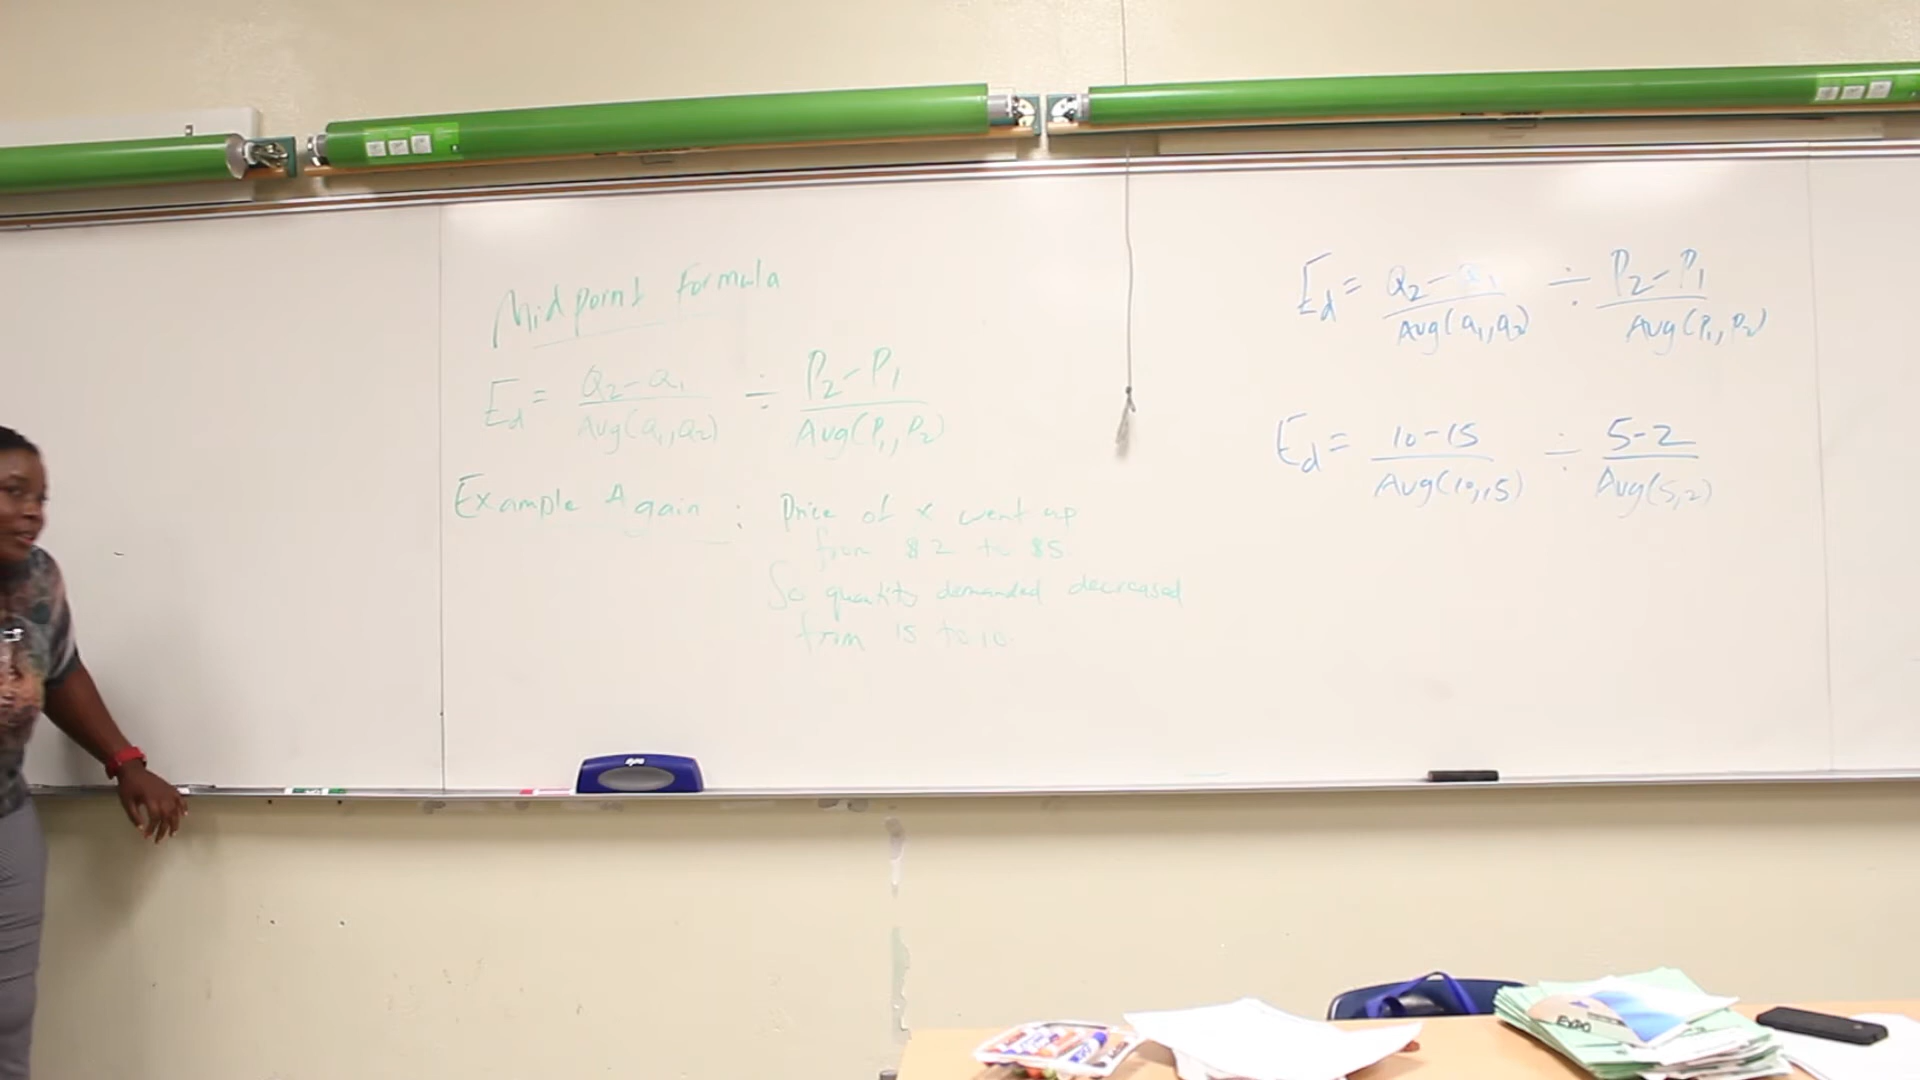 Midpoint Formula
Ed = Q2-Q1 / Avg(Q1,Q2) ÷ P2-P1 / Avg(P1,P2)
Example Again : Price of x went up
from $2 to $5
So quantity demanded decreased
from 15 to 10.
Ed = Q2-Q1 / Avg(Q1,Q2) ÷ P2-P1 / Avg(P1,P2)
Ed = 10-15 / Avg(10,15) ÷ 5-2 / Avg(5,2)
expo
EXPO